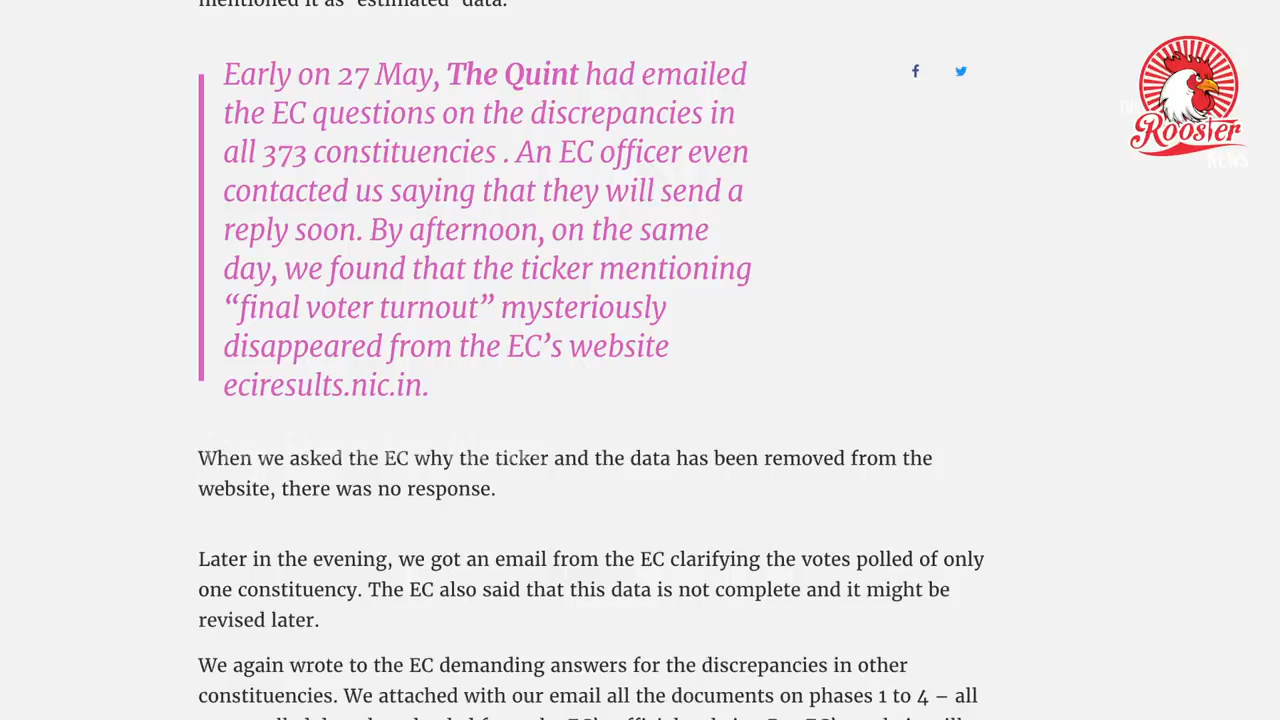 mentioned it as "estimated" data.
Early on 27 May, The Quint had emailed
the EC questions on the discrepancies in
all 373 constituencies . An EC officer even
contacted us saying that they will send a
reply soon. By afternoon, on the same
day, we found that the ticker mentioning
“final voter turnout” mysteriously
disappeared from the EC’s website
eciresults.nic.in.
When we asked the EC why the ticker and the data has been removed from the
website, there was no response.
Later in the evening, we got an email from the EC clarifying the votes polled of only
one constituency. The EC also said that this data is not complete and it might be
revised later.
We again wrote to the EC demanding answers for the discrepancies in other
constituencies. We attached with our email all the documents on phases 1 to 4 – all
Rooster
NEWS